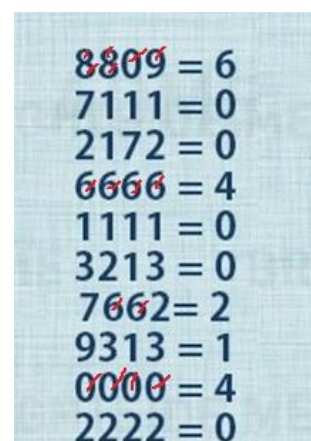 8809 = 6
7111 = 0
2172 = 0
6666 = 4
1111 = 0
3213 = 0
7662= 2
9313 = 1
0000 = 4
2222 = 0